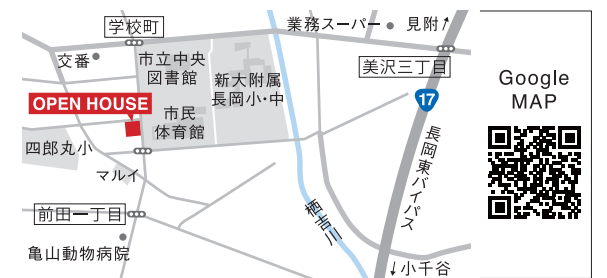 学校町
業務スーパー
見附↑
交番
市立中央
図書館
新大附属
長岡小・中
美沢三丁目
Google
MAP
OPEN HOUSE
17
市民
体育館
四郎丸小
長岡東バイパス
マルイ
栖吉川
前田一丁目
亀山動物病院
↓小千谷